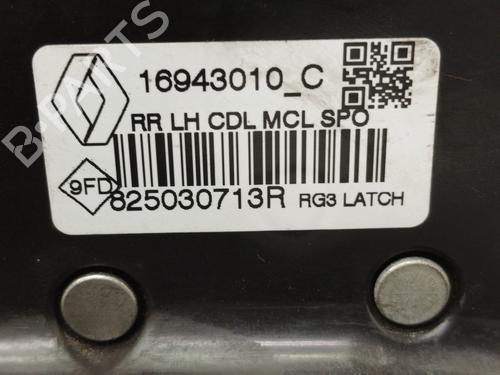 16943010_C
RR LH CDL MCL SPO
9FD
825030713R RG3 LATCH
B-PARTS